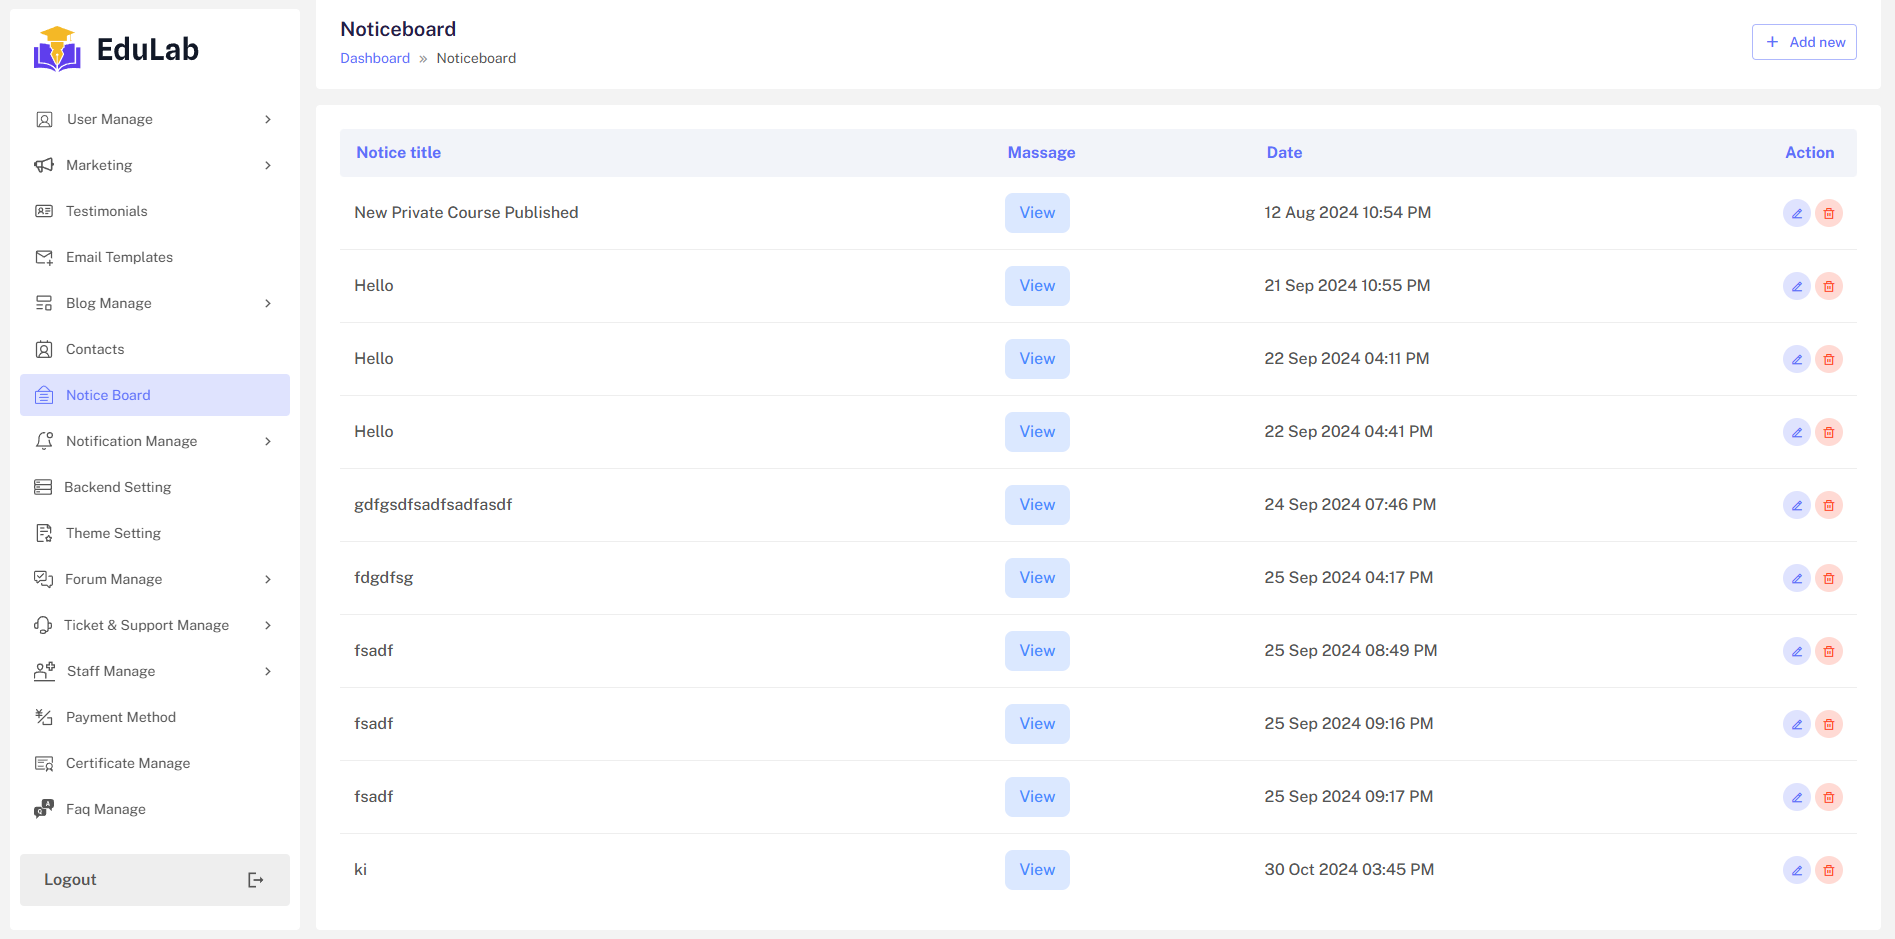 EduLab
User Manage
Marketing
Testimonials
Email Templates
Blog Manage
Contacts
Notice Board
Notification Manage
Backend Setting
Theme Setting
Forum Manage
Ticket & Support Manage
Staff Manage
Payment Method
Certificate Manage
Faq Manage
Logout
Noticeboard
Dashboard » Noticeboard
+ Add new
Notice title Massage Date Action
New Private Course Published View 12 Aug 2024 10:54 PM
Hello View 21 Sep 2024 10:55 PM
Hello View 22 Sep 2024 04:11 PM
Hello View 22 Sep 2024 04:41 PM
gdfgsdfsadfsadfasdf View 24 Sep 2024 07:46 PM
fdgdfsg View 25 Sep 2024 04:17 PM
fsadf View 25 Sep 2024 08:49 PM
fsadf View 25 Sep 2024 09:16 PM
fsadf View 25 Sep 2024 09:17 PM
ki View 30 Oct 2024 03:45 PM